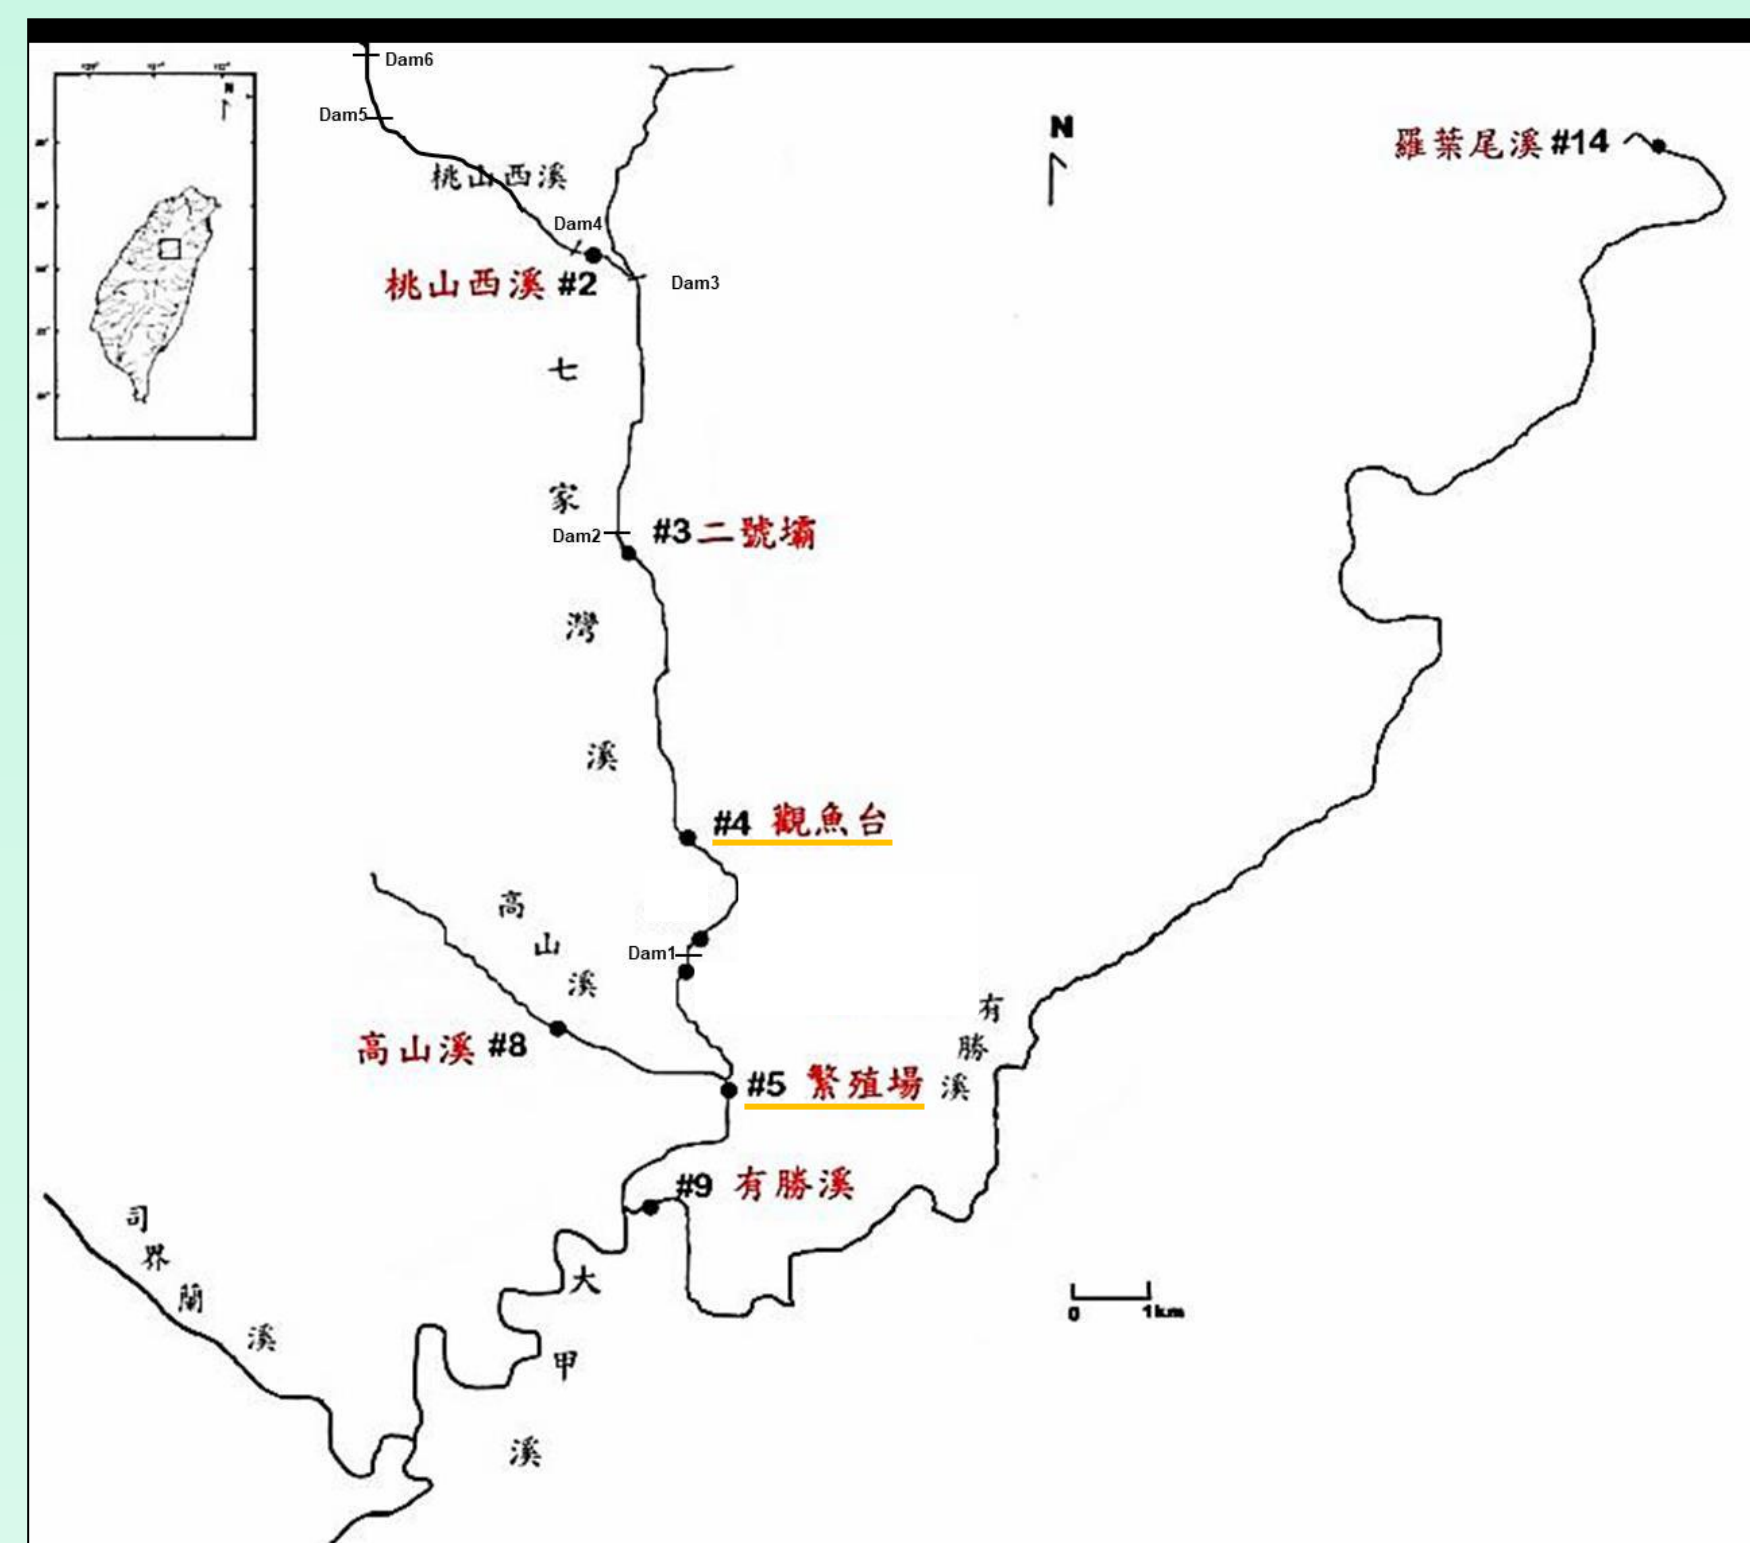 Dam6
Dam5
N
N
羅葉尾溪 #14
桃山西溪
Dam4
桃山西溪 #2
Dam3
七家灣溪
Dam2
#3 二號壩
#4 觀魚台
高山溪
Dam1
有勝溪
高山溪 #8
#5 繁殖場
#9 有勝溪
司界蘭溪
大甲溪
0 1km